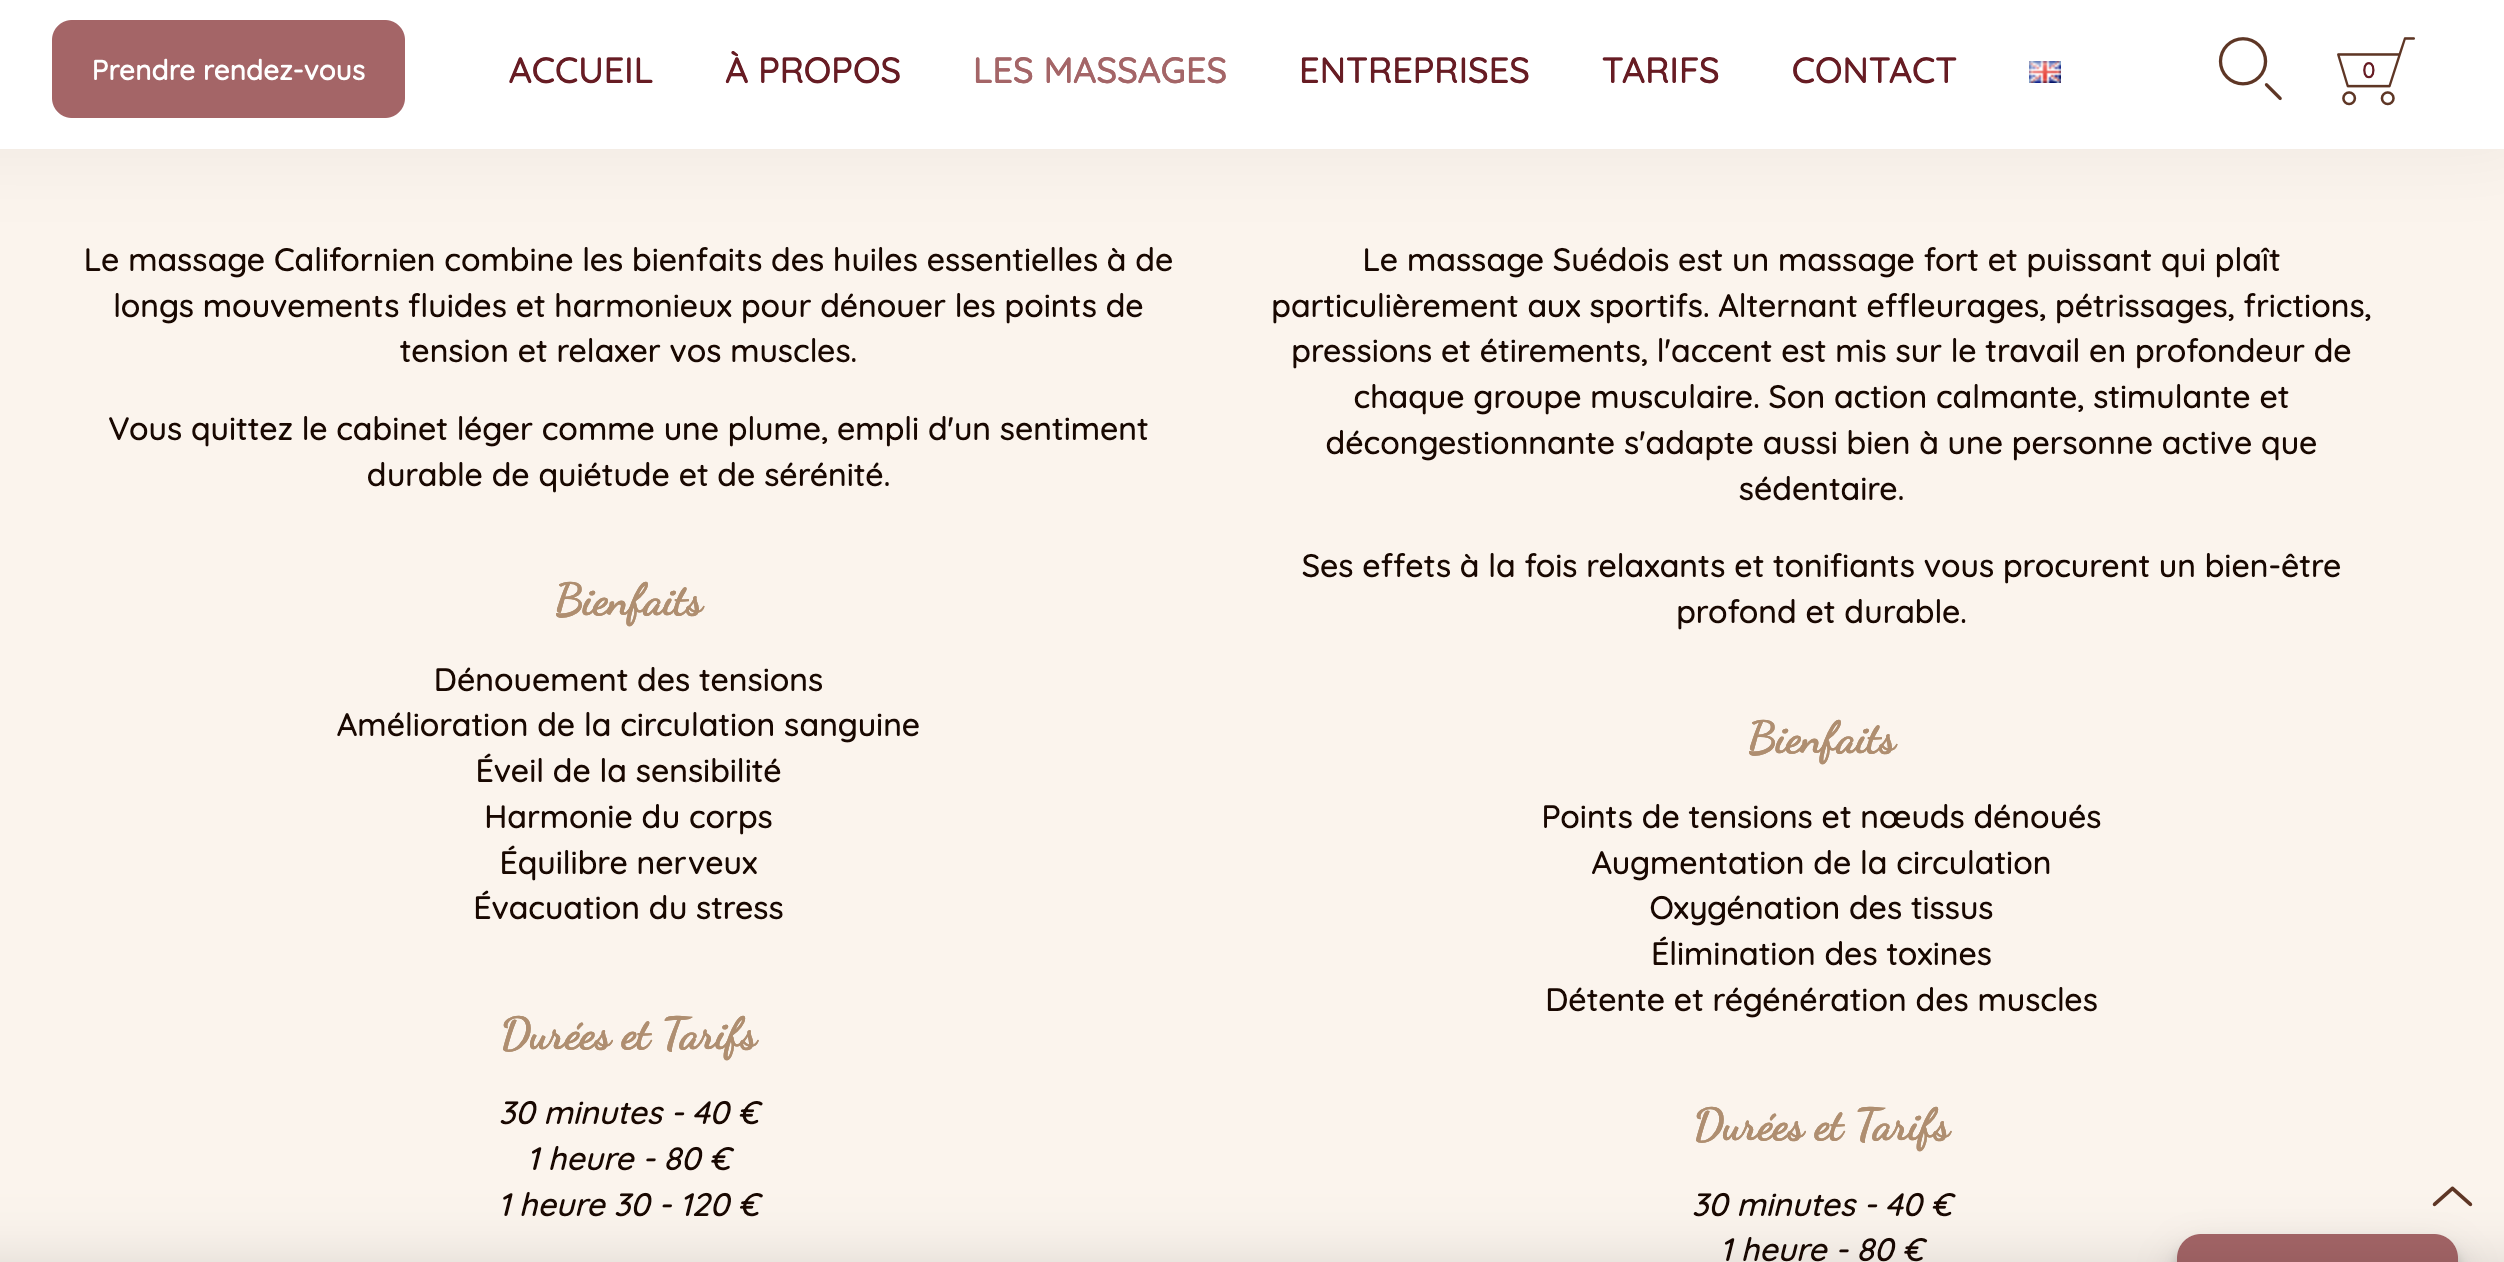 Prendre rendez-vous
ACCUEIL
À PROPOS
LES MASSAGES
ENTREPRISES
TARIFS
CONTACT
0
Le massage Californien combine les bienfaits des huiles essentielles à de
longs mouvements fluides et harmonieux pour dénouer les points de
tension et relaxer vos muscles.
Vous quittez le cabinet léger comme une plume, empli d'un sentiment
durable de quiétude et de sérénité.
Bienfaits
Dénouement des tensions
Amélioration de la circulation sanguine
Éveil de la sensibilité
Harmonie du corps
Équilibre nerveux
Évacuation du stress
Durées et Tarifs
30 minutes - 40 €
1 heure - 80 €
1 heure 30 - 120 €
Le massage Suédois est un massage fort et puissant qui plaît
particulièrement aux sportifs. Alternant effleurages, pétrissages, frictions,
pressions et étirements, l'accent est mis sur le travail en profondeur de
chaque groupe musculaire. Son action calmante, stimulante et
décongestionnante s'adapte aussi bien à une personne active que
sédentaire.
Ses effets à la fois relaxants et tonifiants vous procurent un bien-être
profond et durable.
Bienfaits
Points de tensions et nœuds dénoués
Augmentation de la circulation
Oxygénation des tissus
Élimination des toxines
Détente et régénération des muscles
Durées et Tarifs
30 minutes - 40 €
1 heure - 80 €